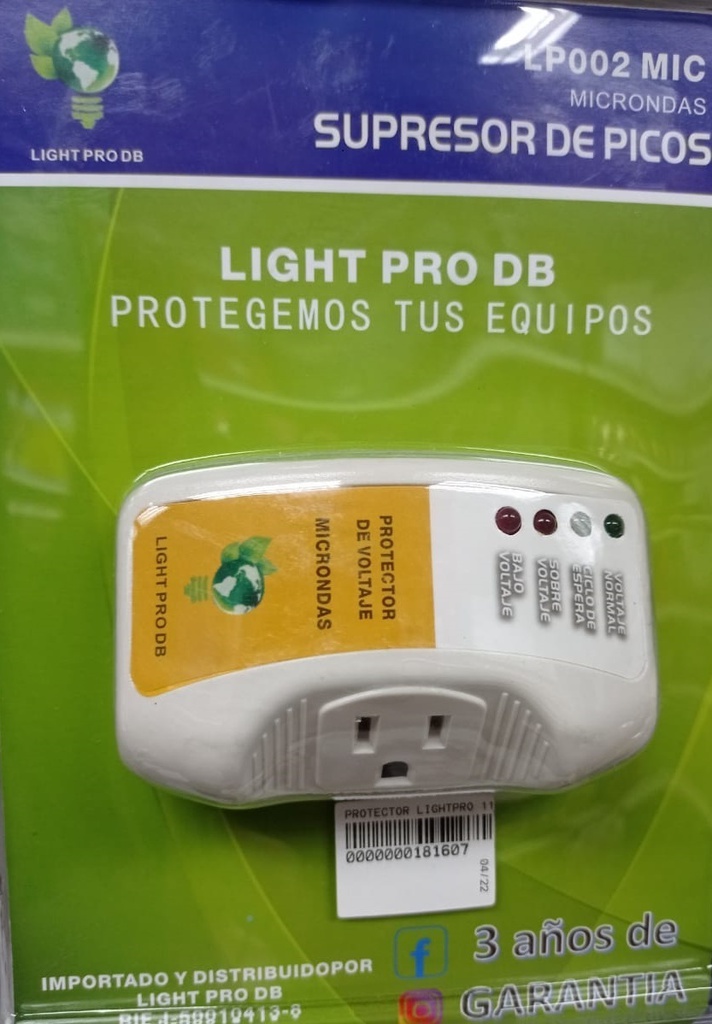 LP002 MIC
MICRONDAS
SUPRESOR DE PICOS
LIGHT PRO DB
LIGHT PRO DB
PROTEGEMOS TUS EQUIPOS
LIGHT PRO DB
PROTECTOR
DE VOLTAJE
MICRONDAS
BAJO
VOLTAJE
SOBRE
VOLTAJE
CICLO DE
ESPERA
VOLTAJE
NORMAL
PROTECTOR LIGHTPRO 11
0000000181607
04/22
3 años de
GARANTIA
IMPORTADO Y DISTRIBUIDOPOR
LIGHT PRO DB
RIF